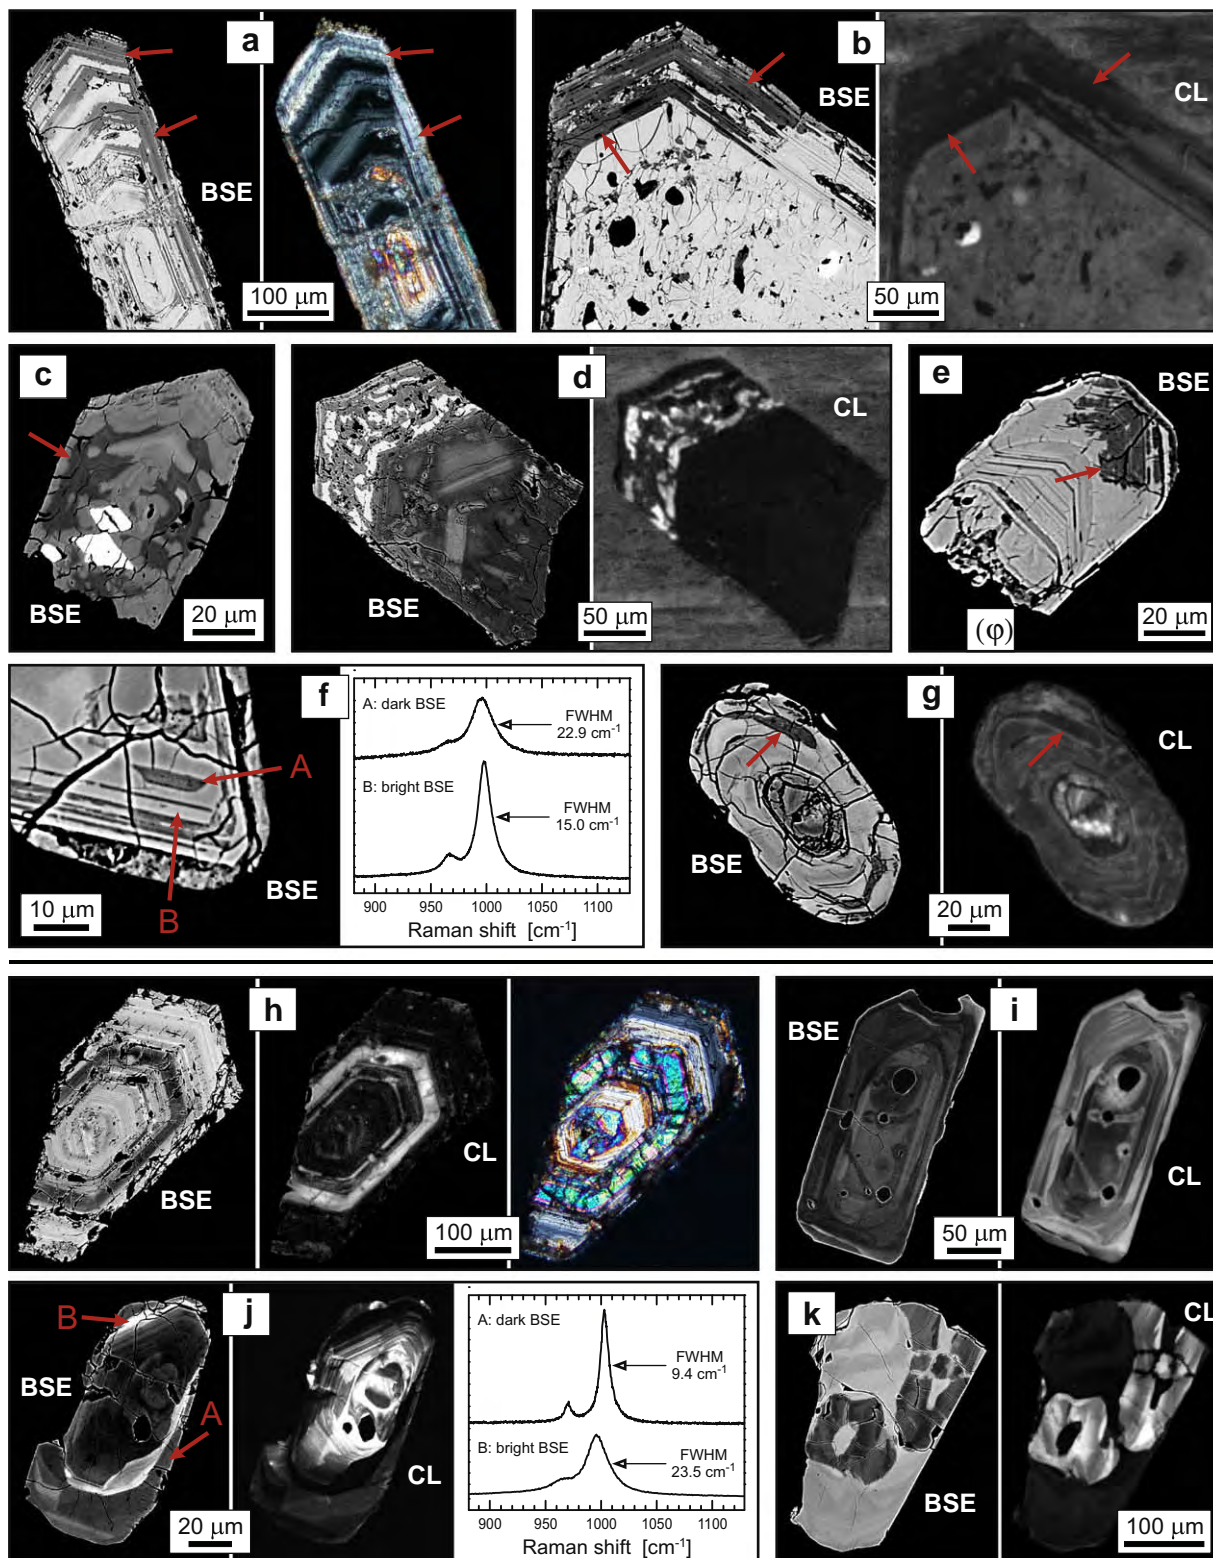 a
BSE
100 µm
b
BSE
CL
50 µm
c
BSE
20 µm
d
CL
BSE
50 µm
e
BSE
(φ)
20 µm
f
A
B
BSE
10 µm
A: dark BSE
FWHM
22.9 cm-1
B: bright BSE
FWHM
15.0 cm-1
900 950 1000 1050 1100
Raman shift [cm-1]
g
CL
BSE
20 µm
h
BSE
CL
100 µm
i
BSE
CL
50 µm
j
B
BSE
A
CL
20 µm
A: dark BSE
FWHM
9.4 cm-1
B: bright BSE
FWHM
23.5 cm-1
900 950 1000 1050 1100
Raman shift [cm-1]
k
CL
BSE
100 µm